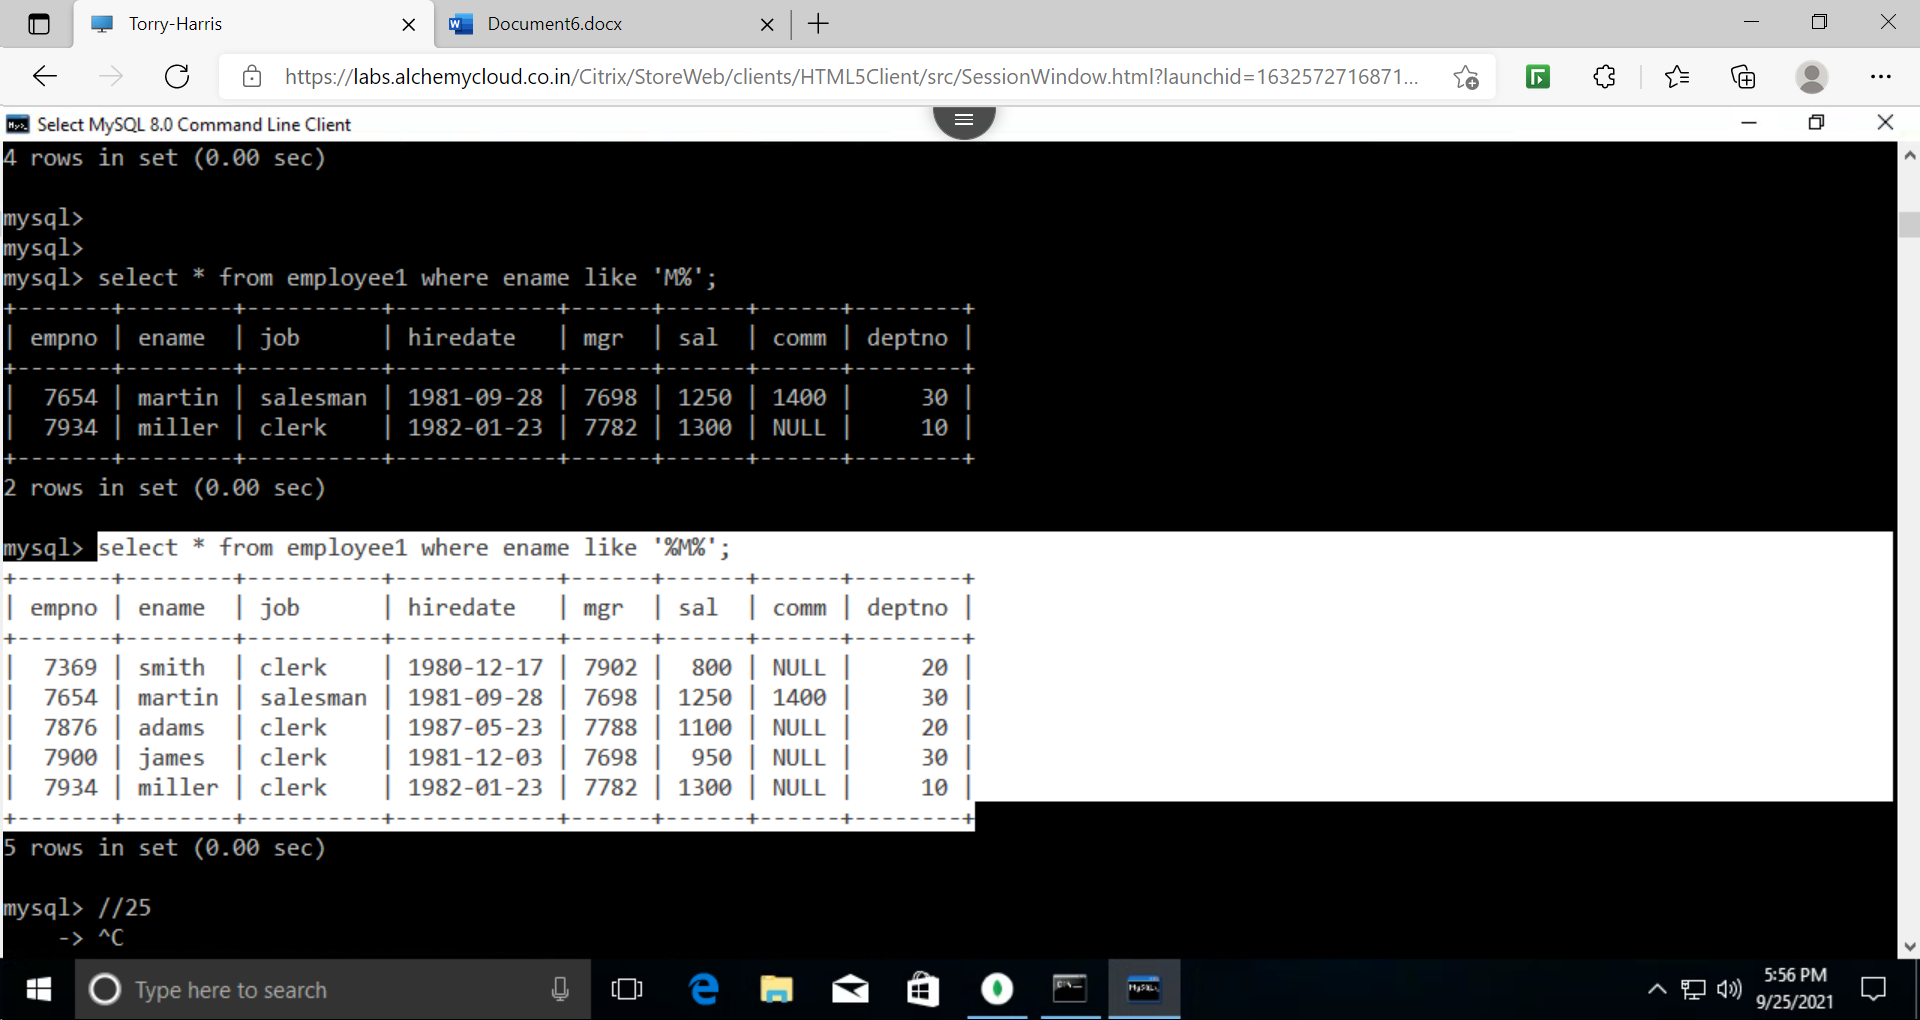 Torry-Harris
Document6.docx
https://labs.alchemycloud.co.in/Citrix/StoreWeb/clients/HTML5Client/src/SessionWindow.html?launchid=1632572716871...
Select MySQL 8.0 Command Line Client
4 rows in set (0.00 sec)
mysql>
mysql>
mysql> select * from employee1 where ename like 'M%';
+-------+--------+----------+------------+------+------+------+--------+
| empno | ename  | job      | hiredate   | mgr  | sal  | comm | deptno |
+-------+--------+----------+------------+------+------+------+--------+
|  7654 | martin | salesman | 1981-09-28 | 7698 | 1250 | 1400 |     30 |
|  7934 | miller | clerk    | 1982-01-23 | 7782 | 1300 | NULL |     10 |
+-------+--------+----------+------------+------+------+------+--------+
2 rows in set (0.00 sec)
mysql> select * from employee1 where ename like '%M%';
+-------+--------+----------+------------+------+------+------+--------+
| empno | ename  | job      | hiredate   | mgr  | sal  | comm | deptno |
+-------+--------+----------+------------+------+------+------+--------+
|  7369 | smith  | clerk    | 1980-12-17 | 7902 |  800 | NULL |     20 |
|  7654 | martin | salesman | 1981-09-28 | 7698 | 1250 | 1400 |     30 |
|  7876 | adams  | clerk    | 1987-05-23 | 7788 | 1100 | NULL |     20 |
|  7900 | james  | clerk    | 1981-12-03 | 7698 |  950 | NULL |     30 |
|  7934 | miller | clerk    | 1982-01-23 | 7782 | 1300 | NULL |     10 |
+-------+--------+----------+------------+------+------+------+--------+
5 rows in set (0.00 sec)
mysql> //25
    -> ^C
Type here to search
5:56 PM
9/25/2021